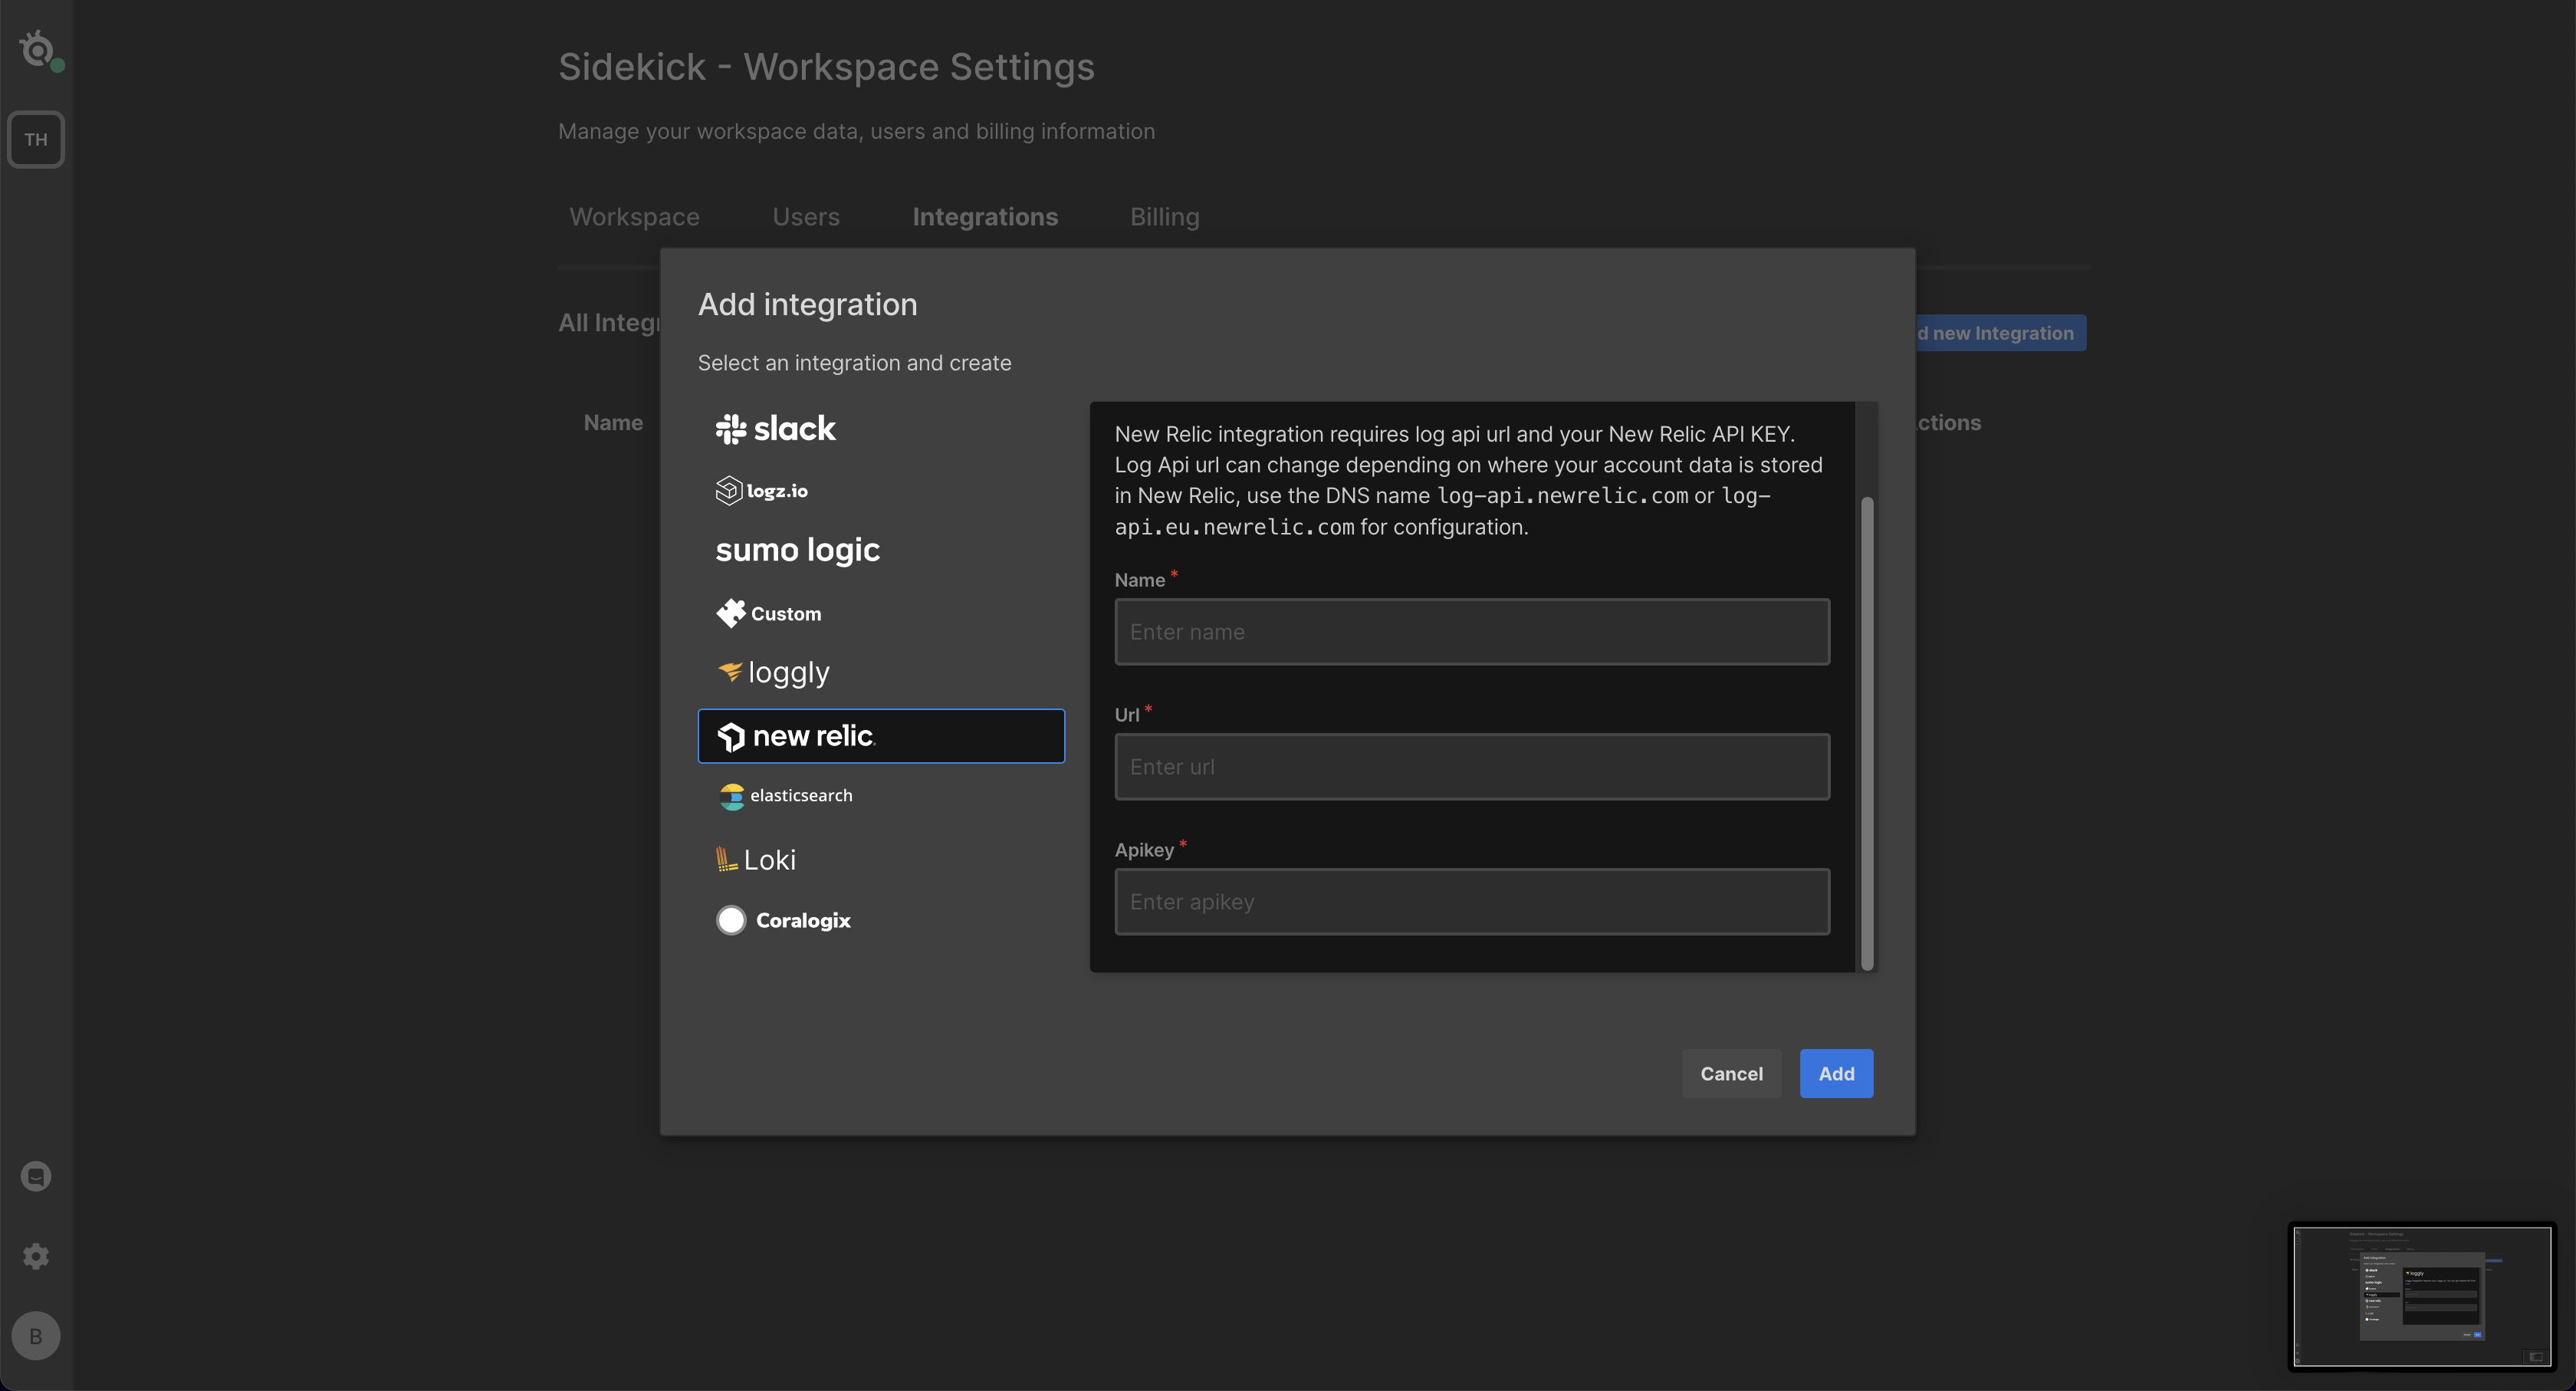 TH
Sidekick - Workspace Settings
Manage your workspace data, users and billing information
Workspace Users Integrations Billing
All Integr
d new Integration
Name
ctions
Add integration
Select an integration and create
slack
logz.io
sumo logic
Custom
loggly
new relic.
elasticsearch
Loki
Coralogix
New Relic integration requires log api url and your New Relic API KEY.
Log Api url can change depending on where your account data is stored
in New Relic, use the DNS name log-api.newrelic.com or log-
api.eu.newrelic.com for configuration.
Name *
Enter name
Url *
Enter url
Apikey *
Enter apikey
Cancel Add
B
loggly